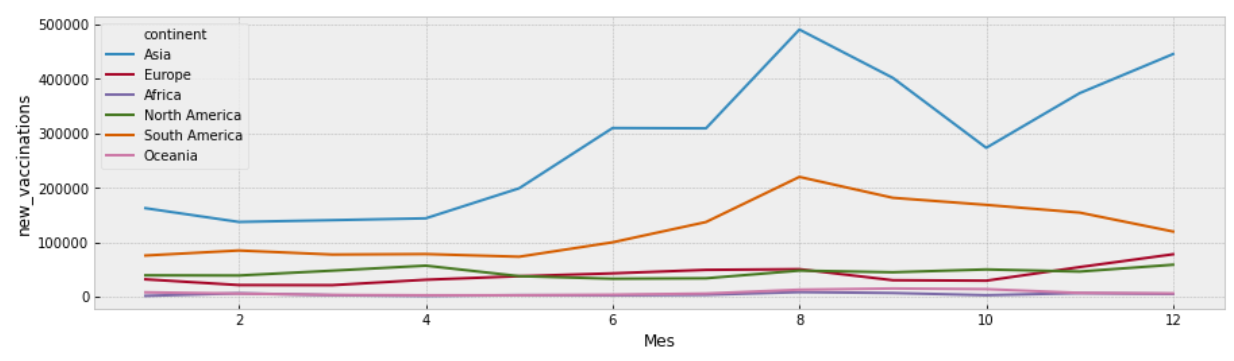 500000
400000
300000
200000
100000
0
new_vaccinations
continent
Asia
Europe
Africa
North America
South America
Oceania
2 4 6 8 10 12
Mes